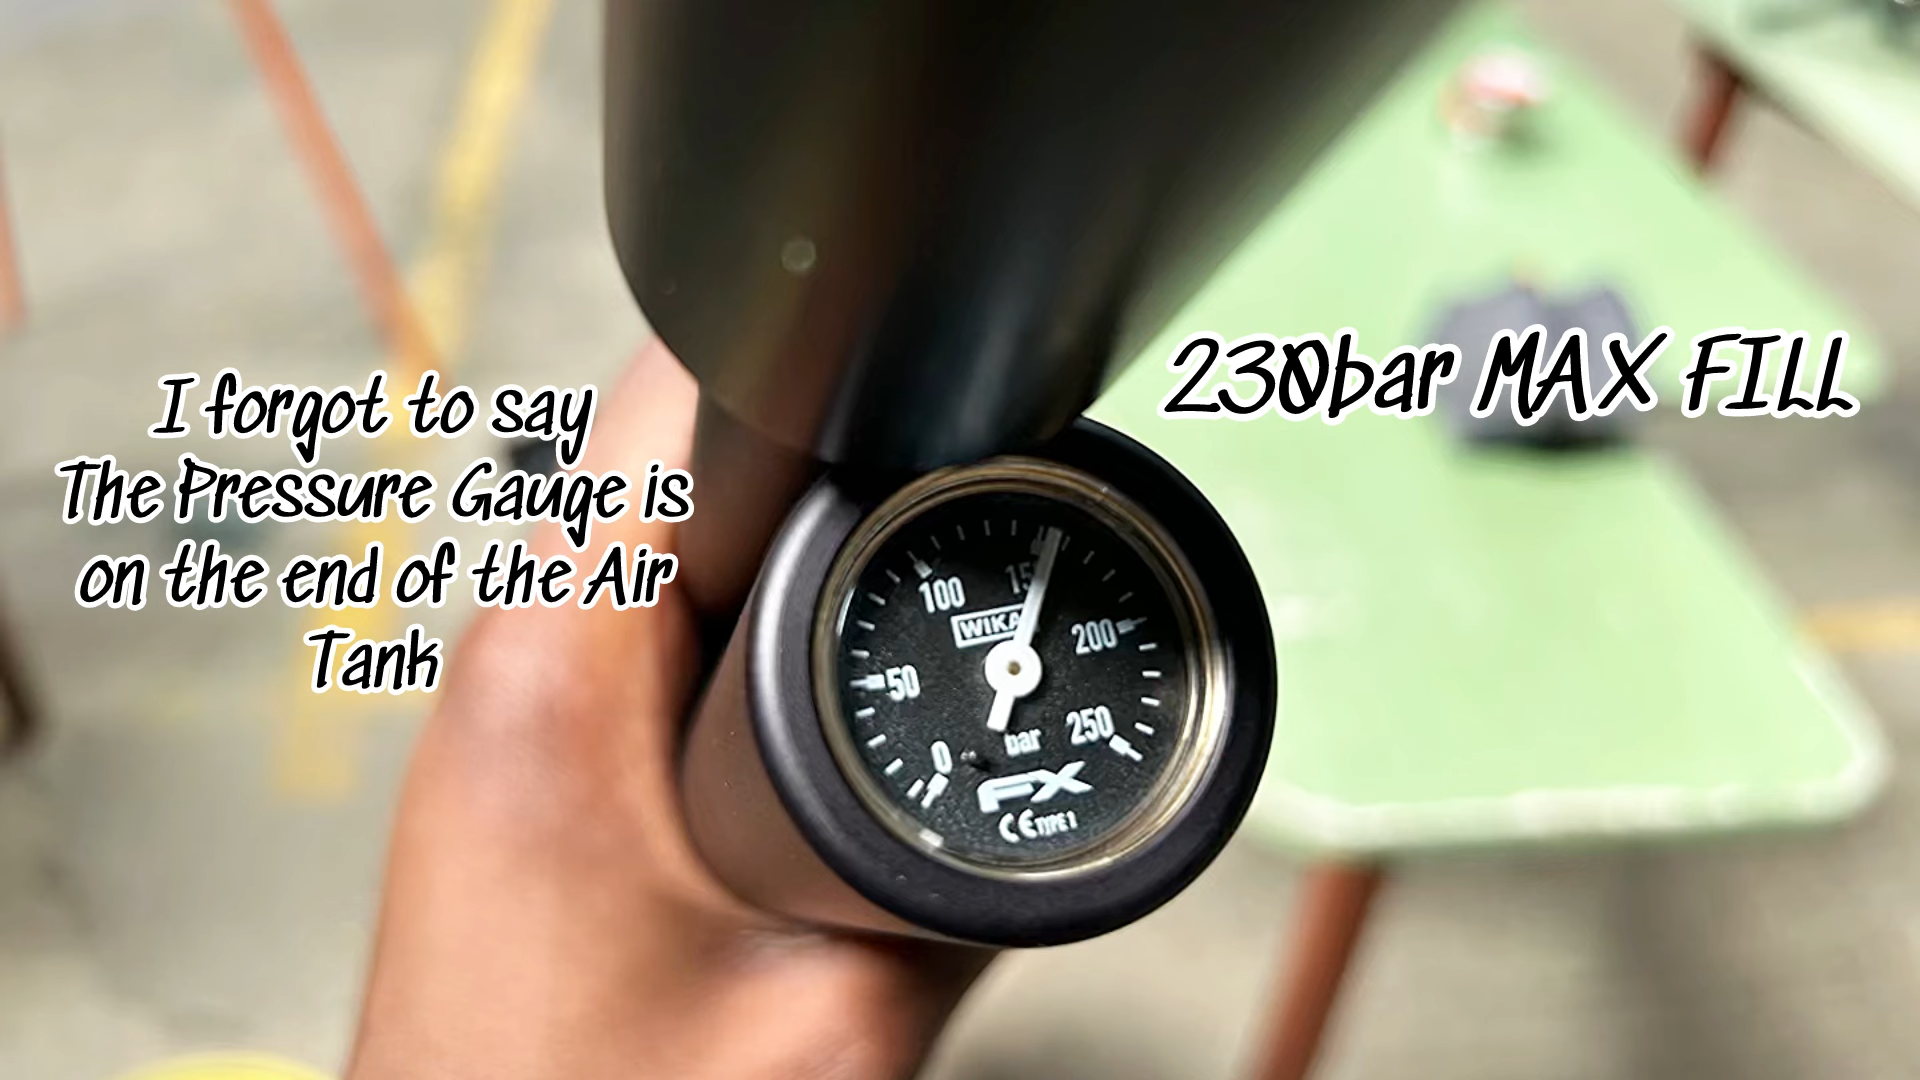 I forgot to say
The Pressure Gauge is
on the end of the Air
Tank
230bar MAX FILL
100
200
WIKA
50
250
0
bar
FX
CE TYPE 1